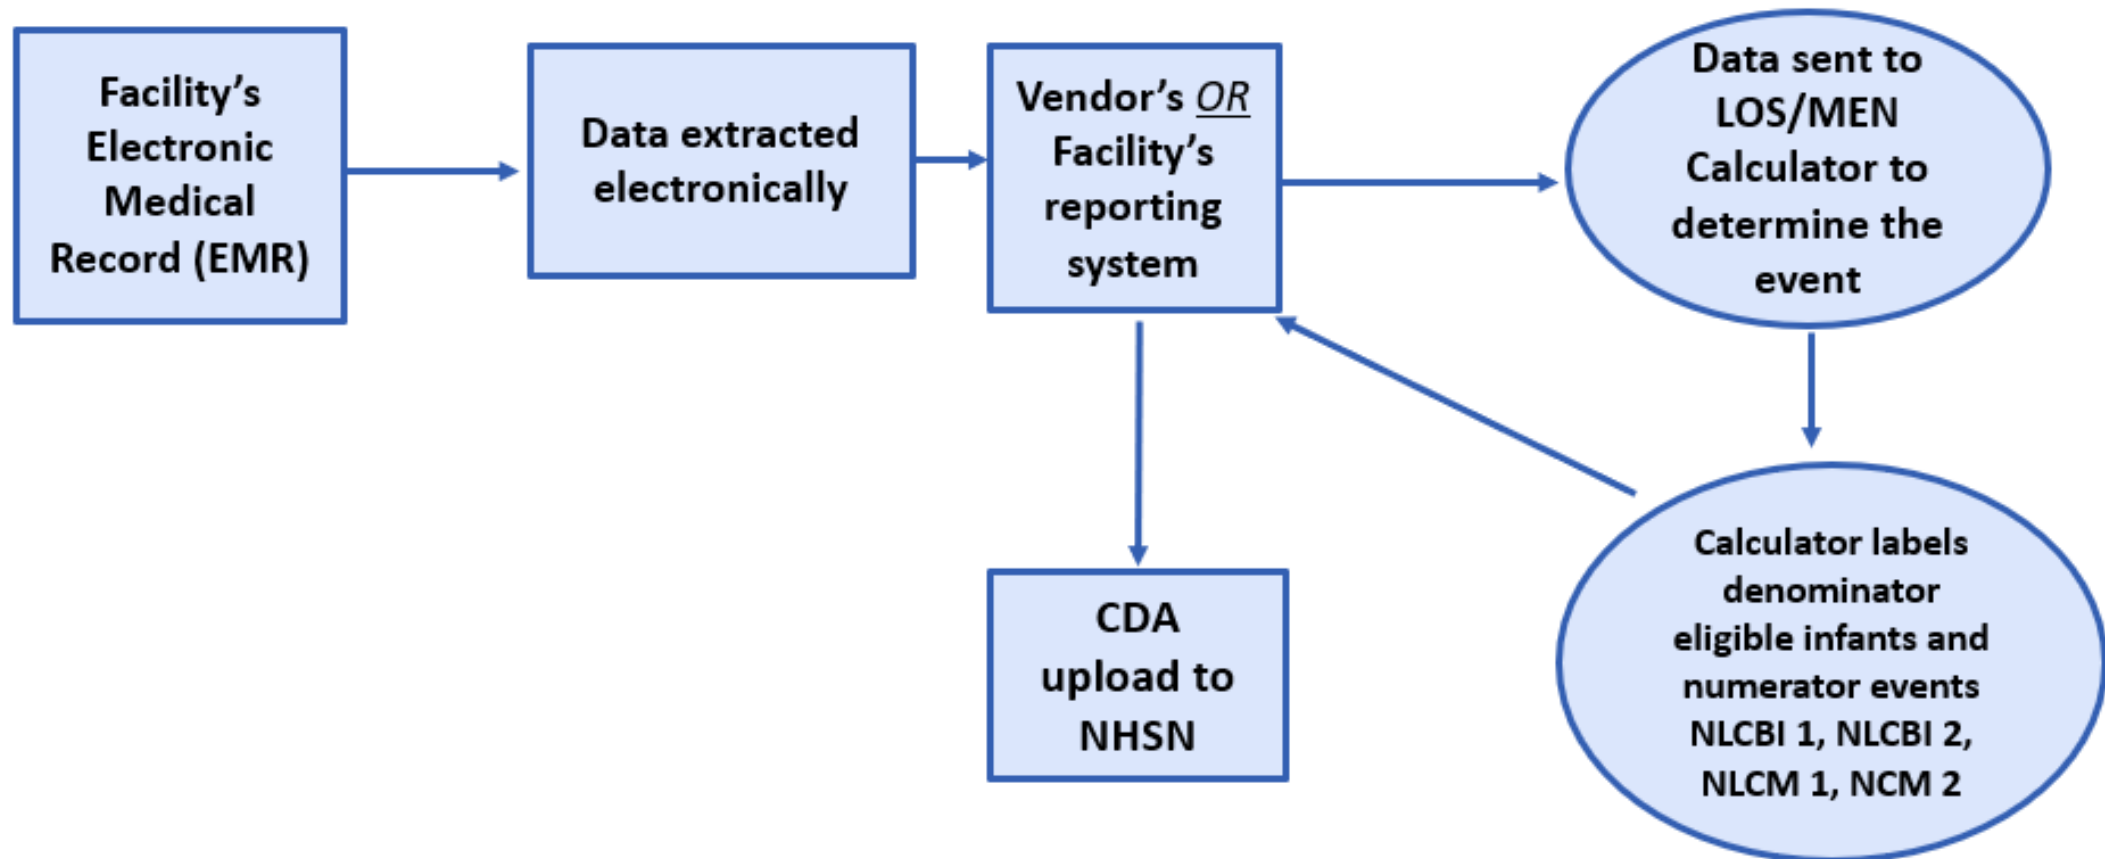 Facility’s
Electronic
Medical
Record (EMR)
Data extracted
electronically
Vendor’s OR
Facility’s
reporting
system
Data sent to
LOS/MEN
Calculator to
determine the
event
CDA
upload to
NHSN
Calculator labels
denominator
eligible infants and
numerator events
NLCBI 1, NLCBI 2,
NLCM 1, NCM 2